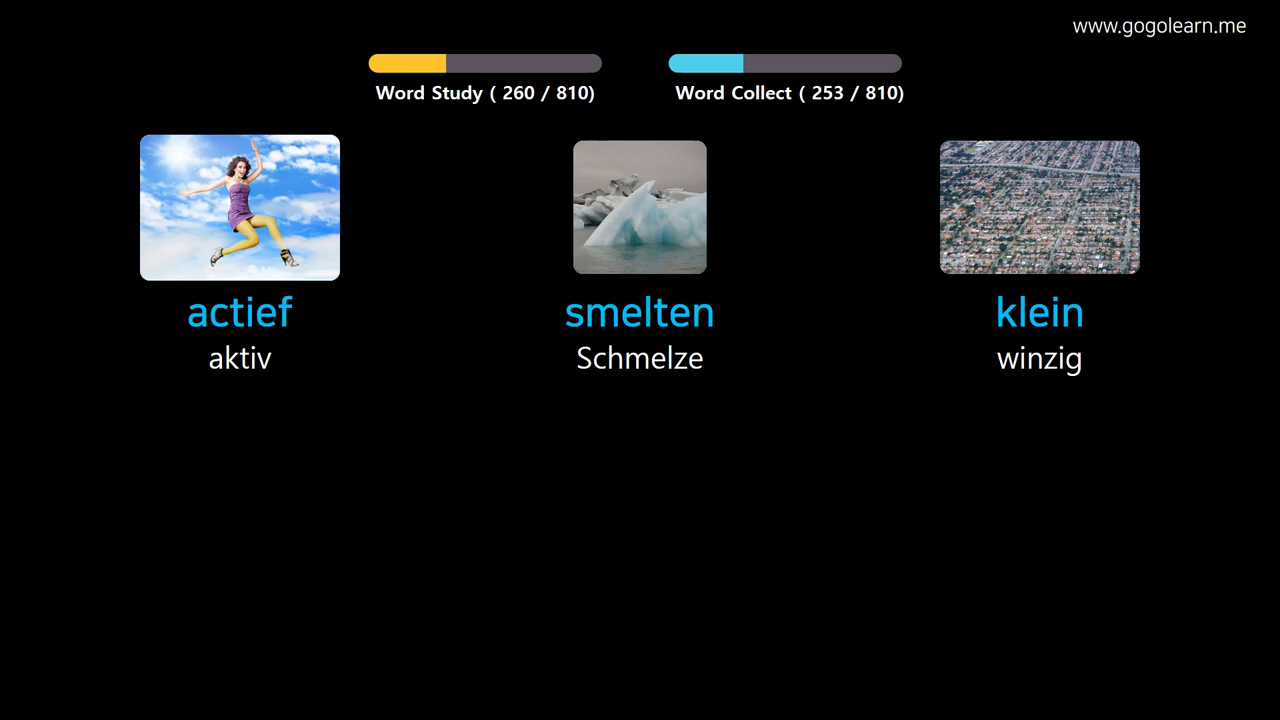 www.gogolearn.me
Word Study ( 260 / 810)
Word Collect ( 253 / 810)
actief
smelten
klein
aktiv
Schmelze
winzig